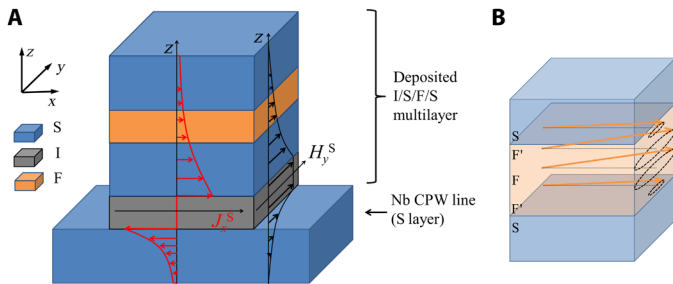 A
B
z
y
x
S
I
F
z
z
Deposited
I/S/F/S
multilayer
H_y^S
J_x^S
Nb CPW line
(S layer)
S
F'
F
F'
S